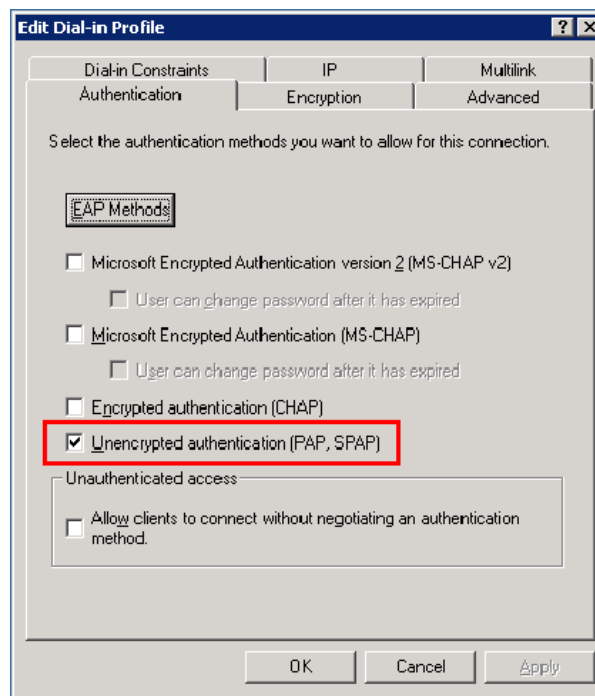 Edit Dial-in Profile
Dial-in Constraints
IP
Multilink
Authentication
Encryption
Advanced
Select the authentication methods you want to allow for this connection.
EAP Methods
Microsoft Encrypted Authentication version 2 (MS-CHAP v2)
User can change password after it has expired
Microsoft Encrypted Authentication (MS-CHAP)
User can change password after it has expired
Encrypted authentication (CHAP)
Unencrypted authentication (PAP, SPAP)
Unauthenticated access
Allow clients to connect without negotiating an authentication
method.
OK
Cancel
Apply